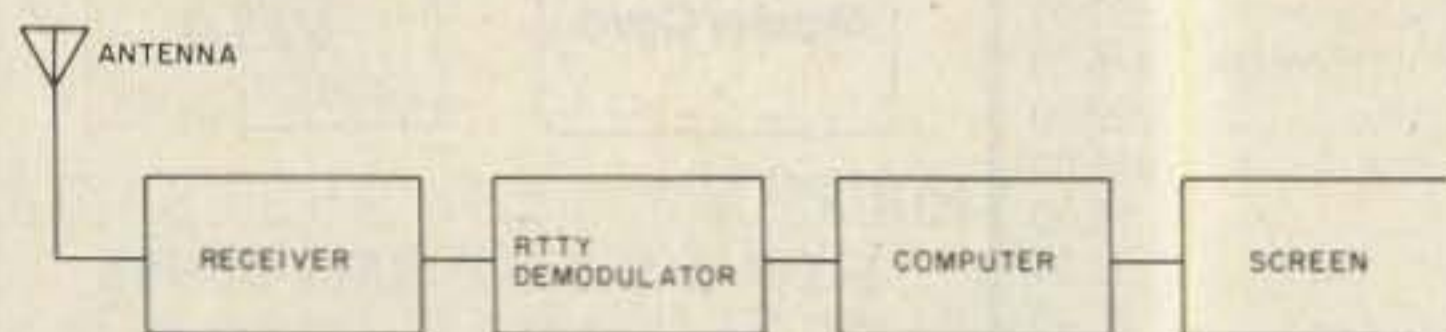 ANTENNA
RECEIVER
RTTY
DEMODULATOR
COMPUTER
SCREEN